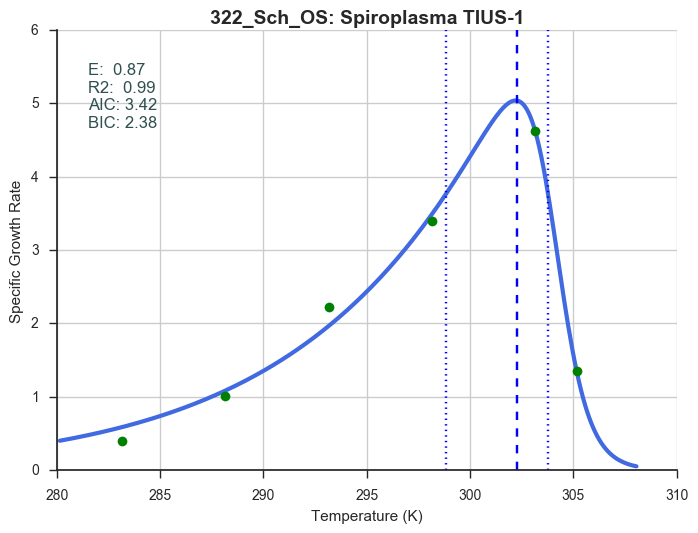 322_Sch_OS: Spiroplasma TIUS-1
E:  0.87
R2:  0.99
AIC: 3.42
BIC: 2.38
Specific Growth Rate
6
5
4
3
2
1
0
280 285 290 295 300 305 310
Temperature (K)